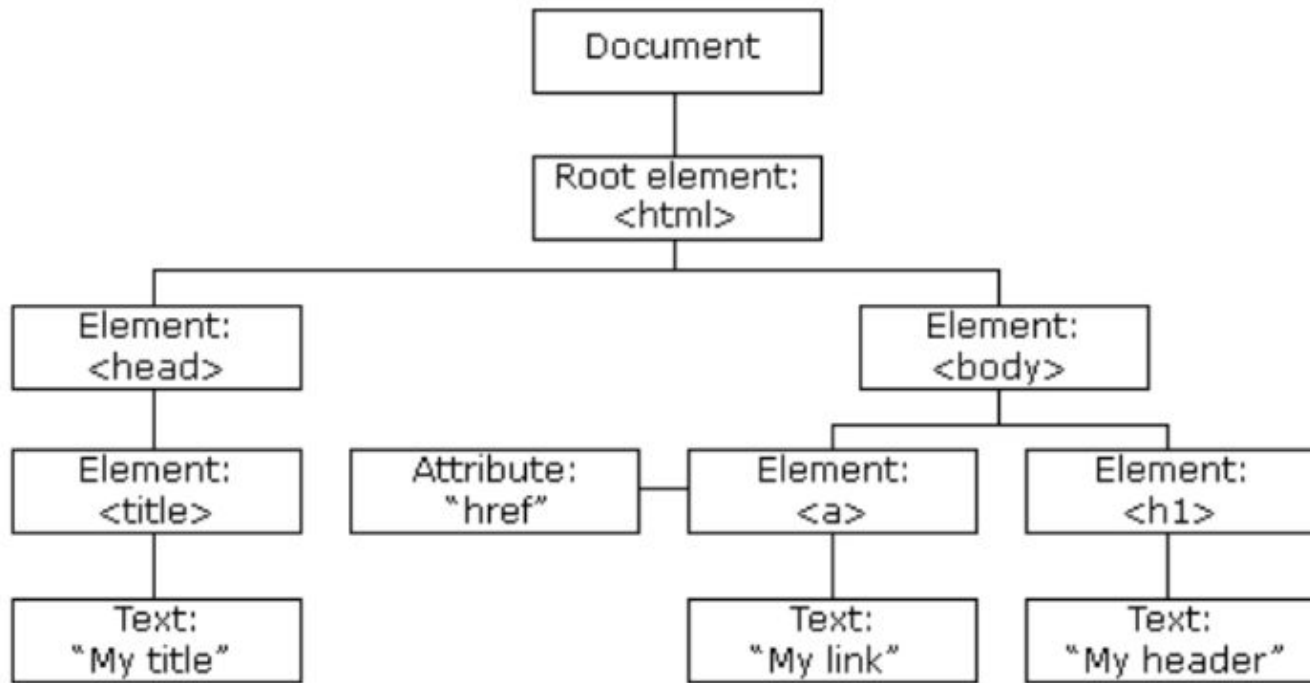 Document
Root element:
<html>
Element:
<head>
Element:
<body>
Element:
<title>
Attribute:
“href”
Element:
<a>
Element:
<h1>
Text:
“My title”
Text:
“My link”
Text:
“My header”